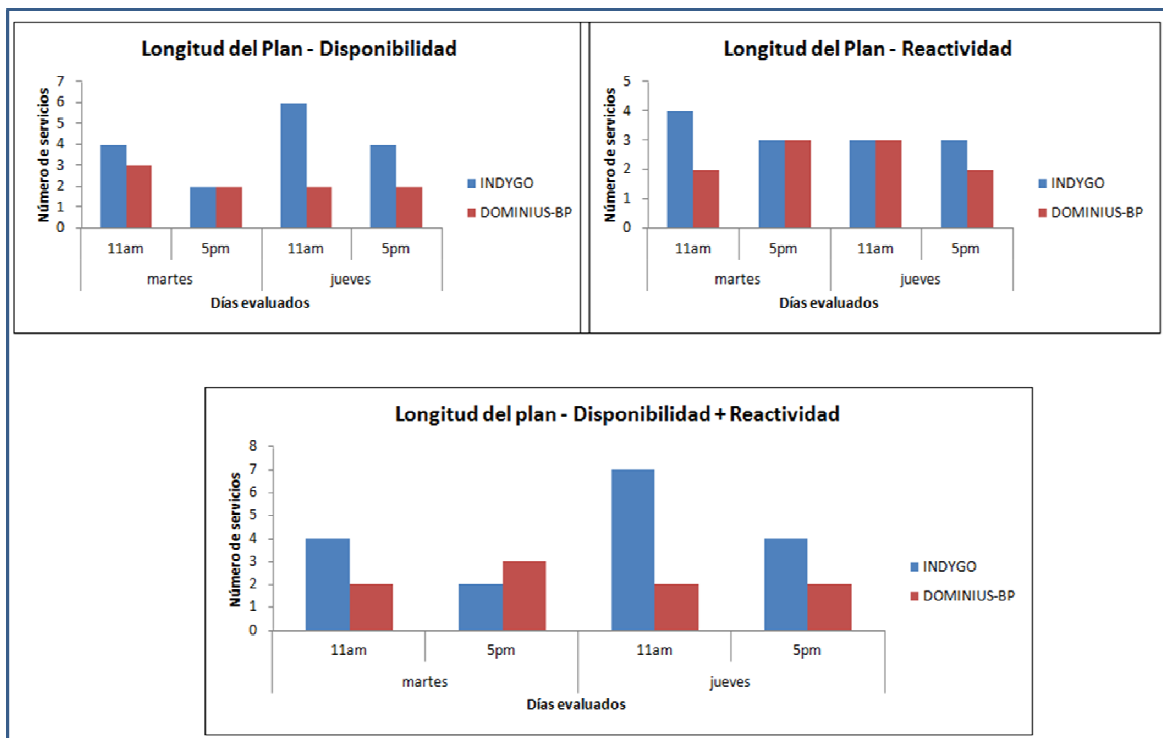 Longitud del Plan - Disponibilidad
Número de servicios
7
6
5
4
3
2
1
0
11am
5pm
11am
5pm
martes
jueves
Días evaluados
INDYGO
DOMINIUS-BP
Longitud del Plan - Reactividad
Número de servicios
5
4
3
2
1
0
11am
5pm
11am
5pm
martes
jueves
Días evaluados
INDYGO
DOMINIUS-BP
Longitud del plan - Disponibilidad + Reactividad
Número de servicios
8
7
6
5
4
3
2
1
0
11am
5pm
11am
5pm
martes
jueves
Días evaluados
INDYGO
DOMINIUS-BP